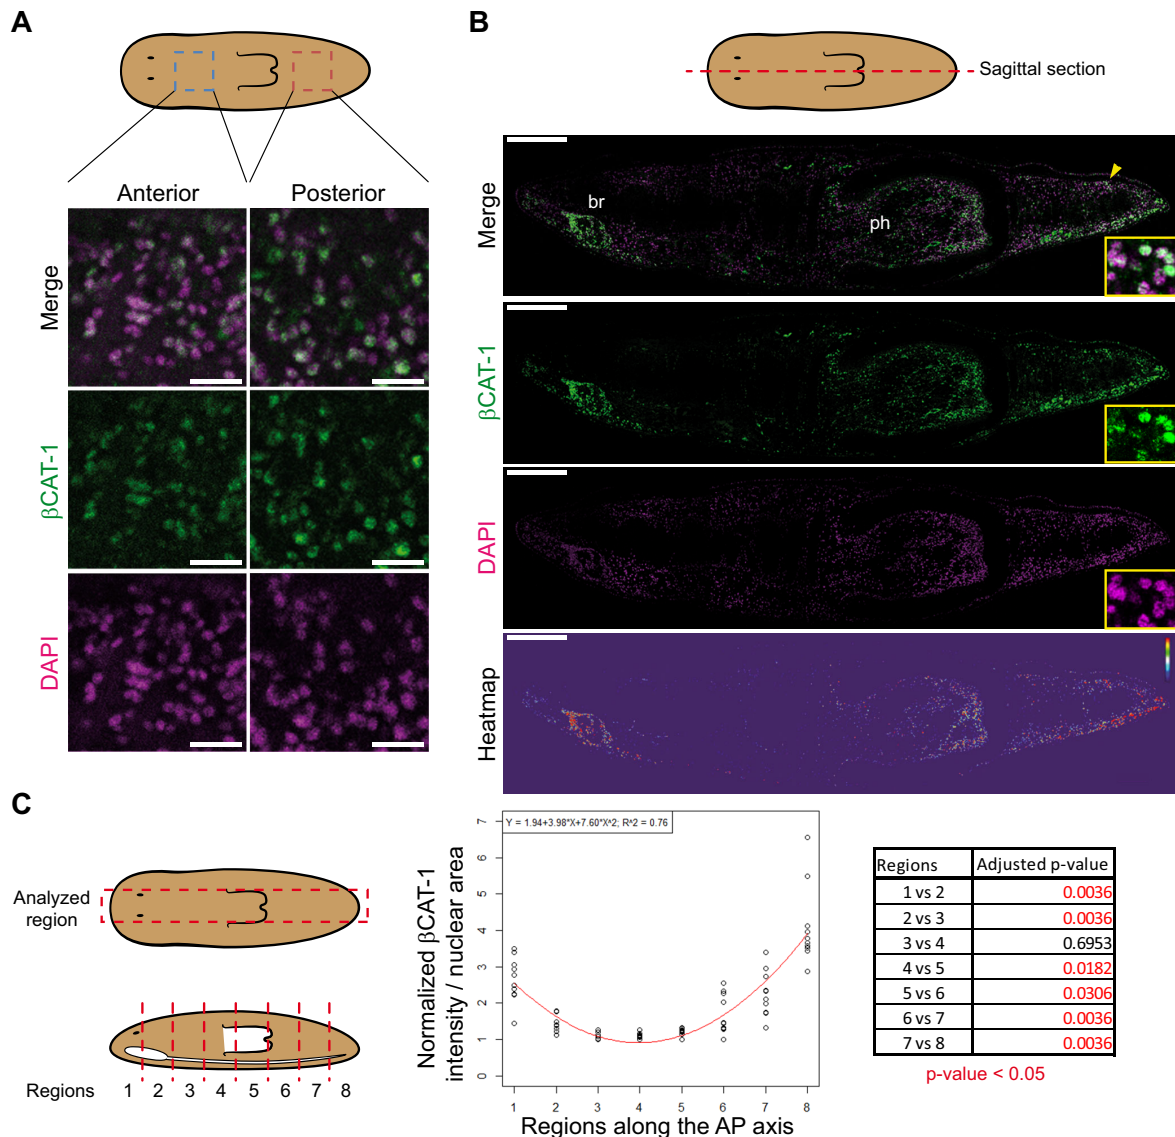 A
B
Sagittal section
Anterior
Posterior
Merge
βCAT-1
DAPI
Merge
br
ph
βCAT-1
DAPI
Heatmap
C
Analyzed
region
Regions 1 2 3 4 5 6 7 8
Normalized βCAT-1
intensity / nuclear area
Y = 1.94+3.98*X+7.60*X^2; R^2 = 0.76
7
6
5
4
3
2
1
0
1 2 3 4 5 6 7 8
Regions along the AP axis
Regions Adjusted p-value
1 vs 2 0.0036
2 vs 3 0.0036
3 vs 4 0.6953
4 vs 5 0.0182
5 vs 6 0.0306
6 vs 7 0.0036
7 vs 8 0.0036
p-value < 0.05